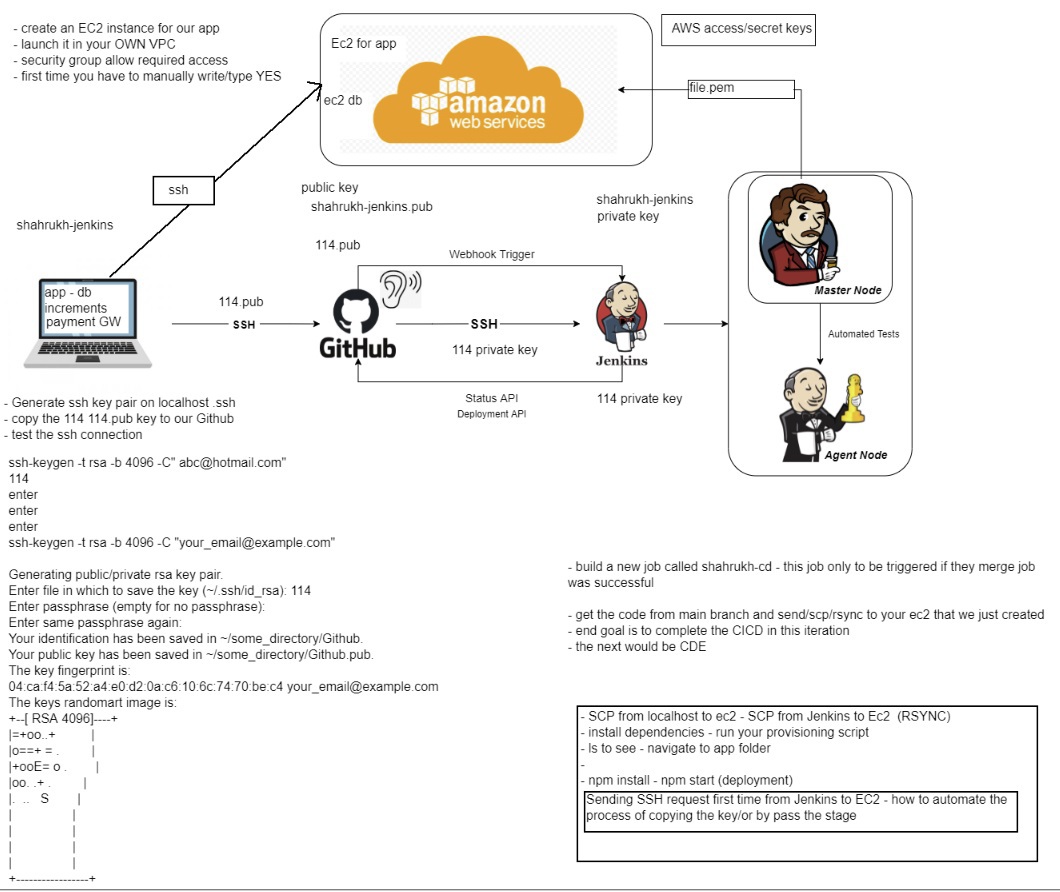 - create an EC2 instance for our app
- launch it in your OWN VPC
- security group allow required access
- first time you have to manually write/type YES
Ec2 for app
ec2 db
amazon
web services
AWS access/secret keys
file.pem
ssh
shahrukh-jenkins
public key
shahrukh-jenkins.pub
114.pub
shahrukh-jenkins
private key
Webhook Trigger
app - db
increments
payment GW
114.pub
SSH
GitHub
SSH
114 private key
Jenkins
Status API
Deployment API
114 private key
Master Node
Automated Tests
Agent Node
- Generate ssh key pair on localhost .ssh
- copy the 114 114.pub key to our Github
- test the ssh connection
ssh-keygen -t rsa -b 4096 -C" abc@hotmail.com"
114
enter
enter
enter
ssh-keygen -t rsa -b 4096 -C "your_email@example.com"
Generating public/private rsa key pair.
Enter file in which to save the key (~/.ssh/id_rsa): 114
Enter passphrase (empty for no passphrase):
Enter same passphrase again:
Your identification has been saved in ~/some_directory/Github.
Your public key has been saved in ~/some_directory/Github.pub.
The key fingerprint is:
04:ca:f4:5a:52:a4:e0:d2:0a:c6:10:6c:74:70:be:c4 your_email@example.com
The keys randomart image is:
+--[ RSA 4096]----+
|=+oo..+ |
|o==+ = . |
|+ooE= o . |
|oo. .+ . |
|. .. S |
| |
| |
| |
| |
+-----------------+
- build a new job called shahrukh-cd - this job only to be triggered if they merge job
was successful
- get the code from main branch and send/scp/rsync to your ec2 that we just created
- end goal is to complete the CICD in this iteration
- the next would be CDE
- SCP from localhost to ec2 - SCP from Jenkins to Ec2 (RSYNC)
- install dependencies - run your provisioning script
- ls to see - navigate to app folder
-
- npm install - npm start (deployment)
Sending SSH request first time from Jenkins to EC2 - how to automate the
process of copying the key/or by pass the stage